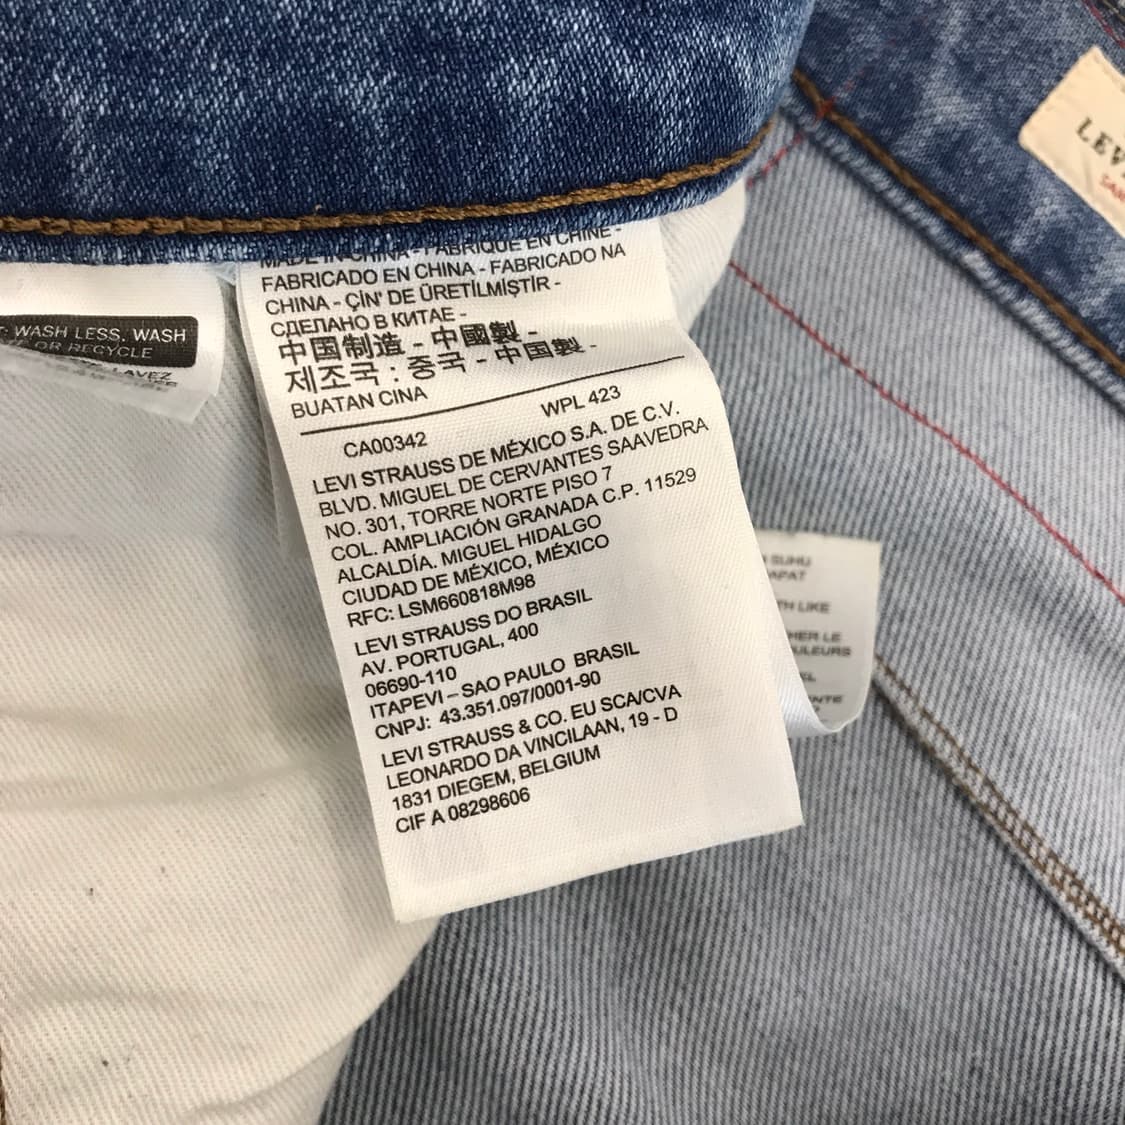 MADE IN CHINA - FABRIQUE EN CHINE -
FABRICADO EN CHINA - FABRICADO NA
CHINA - ÇİN' DE ÜRETİLMİŞTİR -
СДЕЛАНО В КИТАЕ -
中国制造 - 中國製 -
제조국 : 중국 - 中国製 -
BUATAN CINA
CA00342 WPL 423
LEVI STRAUSS DE MÉXICO S.A. DE C.V.
BLVD. MIGUEL DE CERVANTES SAAVEDRA
NO. 301, TORRE NORTE PISO 7
COL. AMPLIACIÓN GRANADA C.P. 11529
ALCALDÍA. MIGUEL HIDALGO
CIUDAD DE MÉXICO, MÉXICO
RFC: LSM660818M98
LEVI STRAUSS DO BRASIL
AV. PORTUGAL, 400
06690-110
ITAPEVI – SAO PAULO BRASIL
CNPJ: 43.351.097/0001-90
LEVI STRAUSS & CO. EU SCA/CVA
LEONARDO DA VINCILAAN, 19 - D
1831 DIEGEM, BELGIUM
CIF A 08298606
WASH LESS, WASH
OR RECYCLE
LAVEZ
SUHU
LIKE
LE